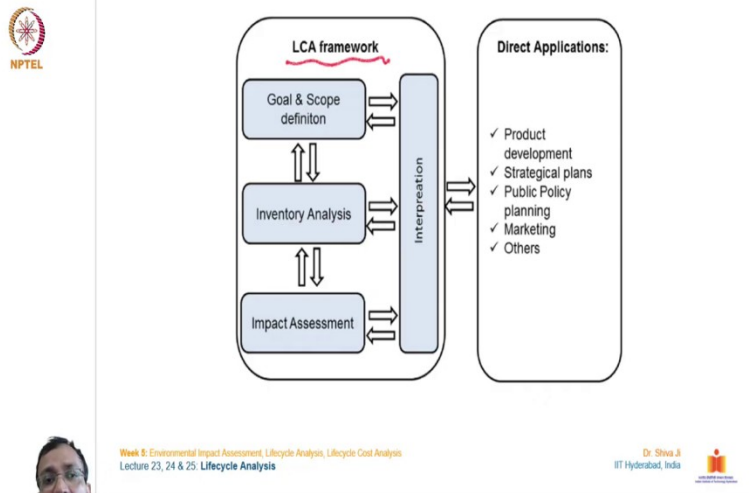 NPTEL
LCA framework
Goal & Scope
definiton
Inventory Analysis
Impact Assessment
Interpreation
Direct Applications:
✓ Product
development
✓ Strategical plans
✓ Public Policy
planning
✓ Marketing
✓ Others
Week 5: Environmental Impact Assessment, Lifecycle Analysis, Lifecycle Cost Analysis
Lecture 23, 24 & 25: Lifecycle Analysis
Dr. Shiva Ji
IIT Hyderabad, India